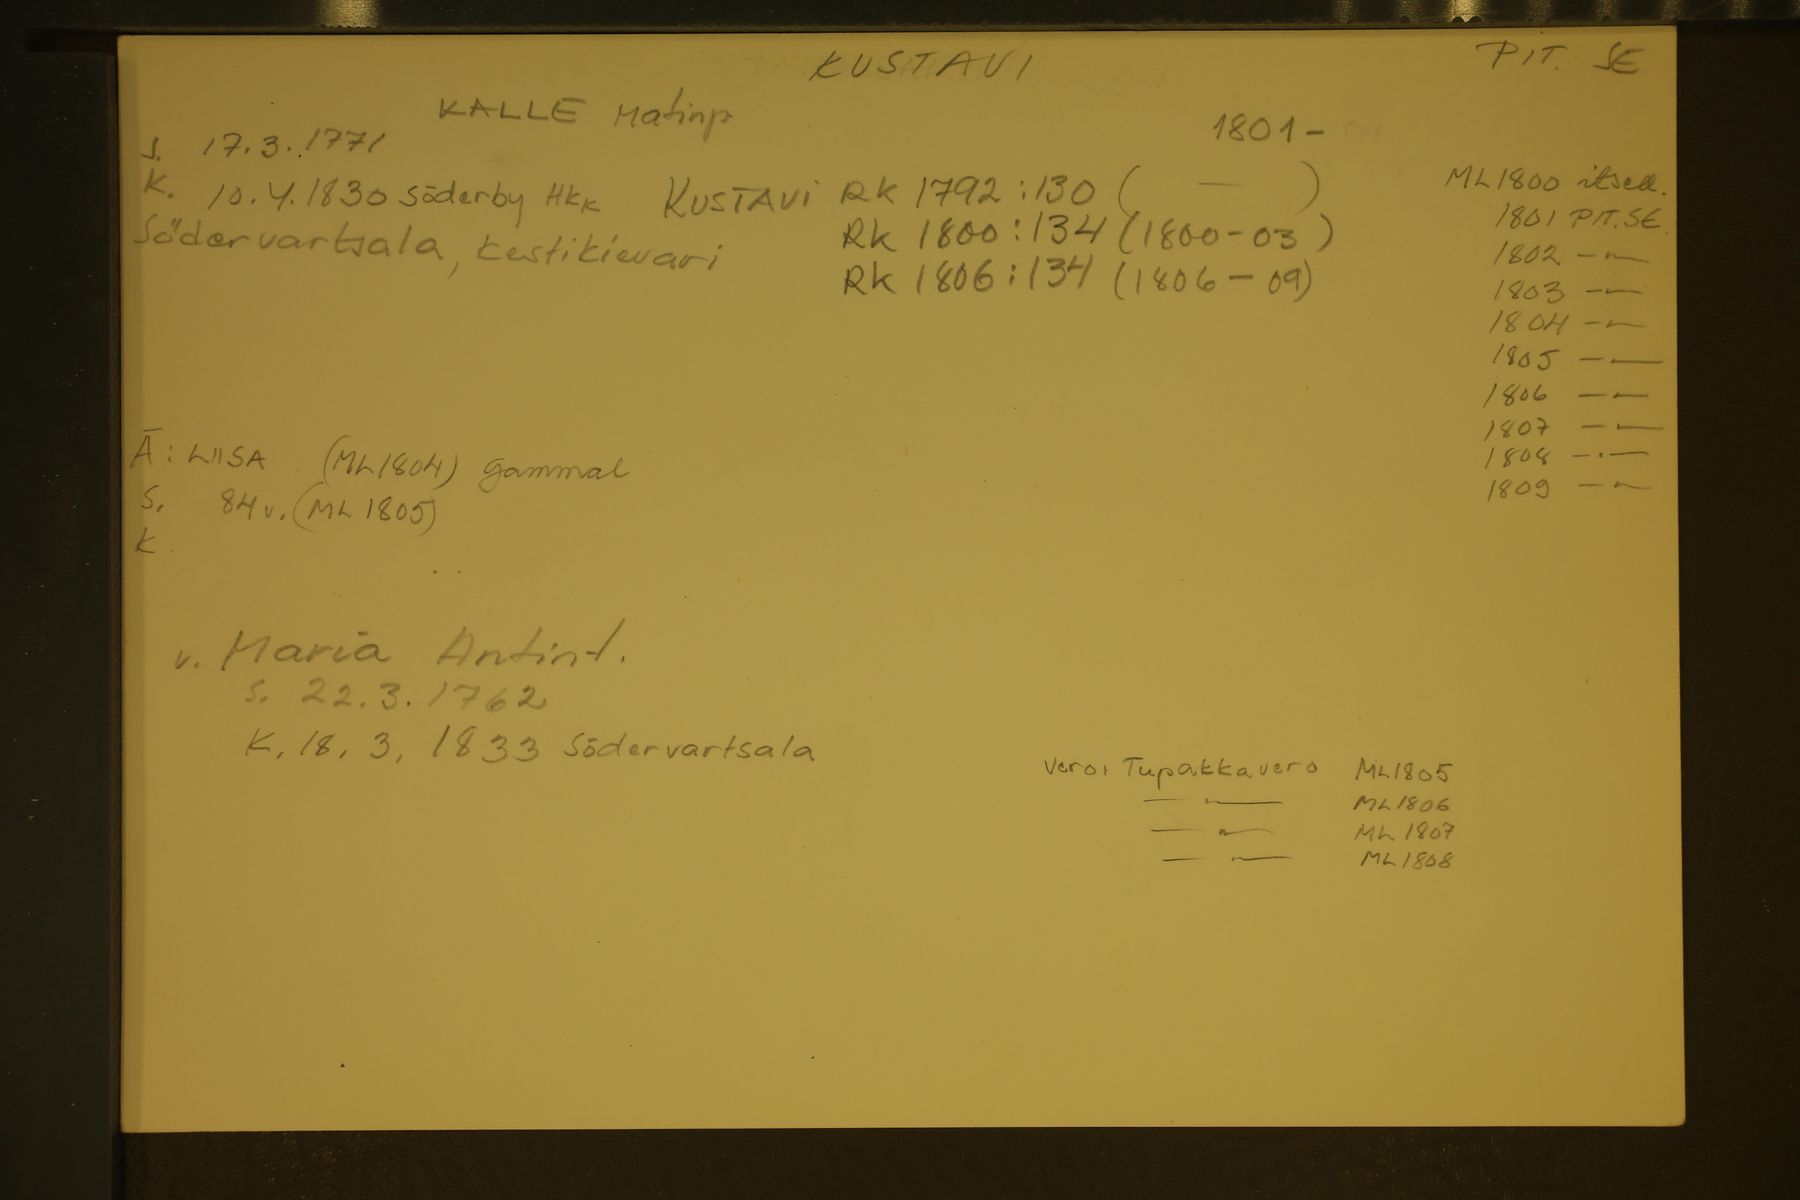 KUSTAVI
PIT. SE
KALLE Matinp
1801-
s. 17.3.1771
K. 10.4.1830 Söderby HKK
Södervartsala, kestikievari
KUSTAVI RK 1792:130 ( — )
RK 1800:134 (1800-03)
RK 1806:134 (1806-09)
ML1800 itsell.
1801 PIT.SE.
1802 -"-
1803 -"-
1804 -"-
1805 -"-
1806 -"-
1807 -"-
1808 -"-
1809 -"-
Ä: LIISA (ML1804) gammal
S. 84v. (ML 1805)
K
v. Maria Antint.
s. 22.3.1762
K. 18. 3, 1833 Södervartsala
vero: Tupakkavero ML1805
-"- ML1806
-"- ML1807
-"- ML1808